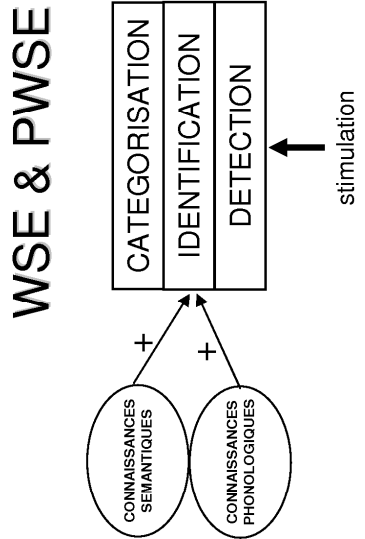 WSE & PWSE
CATEGORISATION
IDENTIFICATION
DETECTION
stimulation
+
+
CONNAISSANCES
SEMANTIQUES
CONNAISSANCES
PHONOLOGIQUES